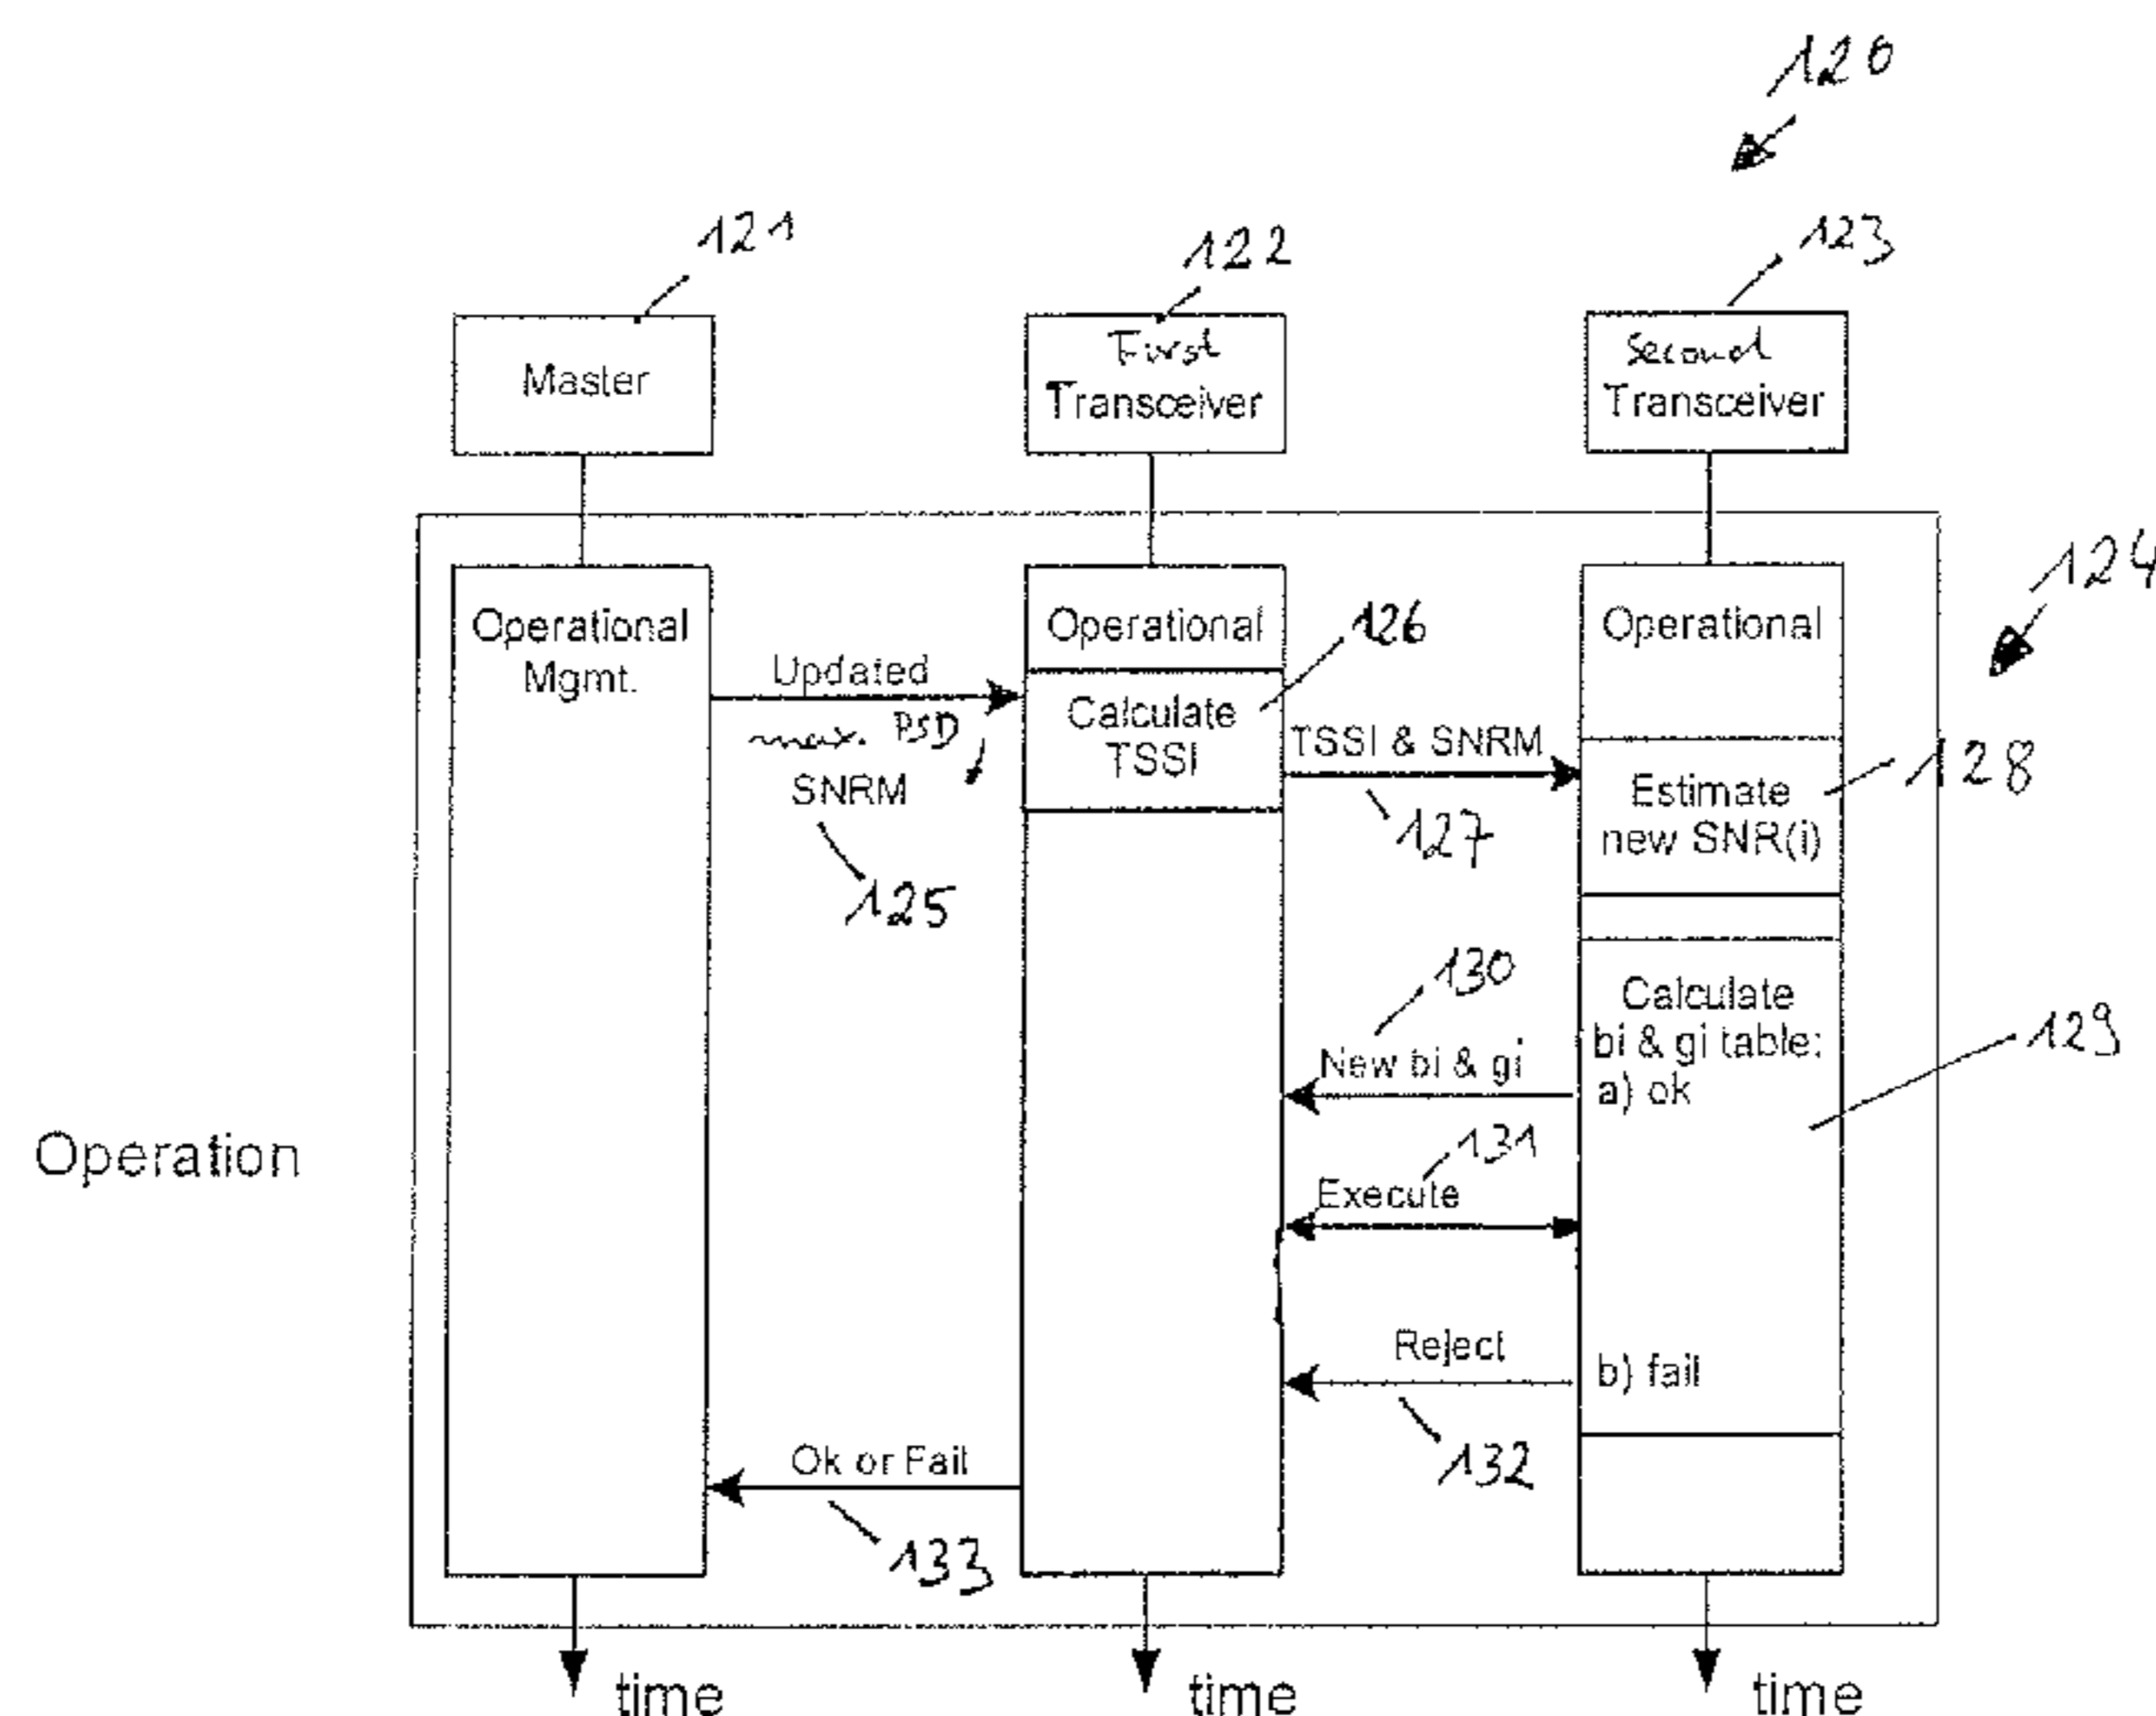 120
121
122
123
Master
First
Transceiver
Second
Transceiver
124
Operational
Mgmt.
Updated
max. PSD
SNRM
125
Operational
126
Calculate
TSSI
TSSI & SNRM
127
Operational
128
Estimate
new SNR(i)
130
New bi & gi
Calculate
bi & gi table:
a) ok
129
131
Execute
Reject
b) fail
132
Ok or Fail
133
Operation
time
time
time